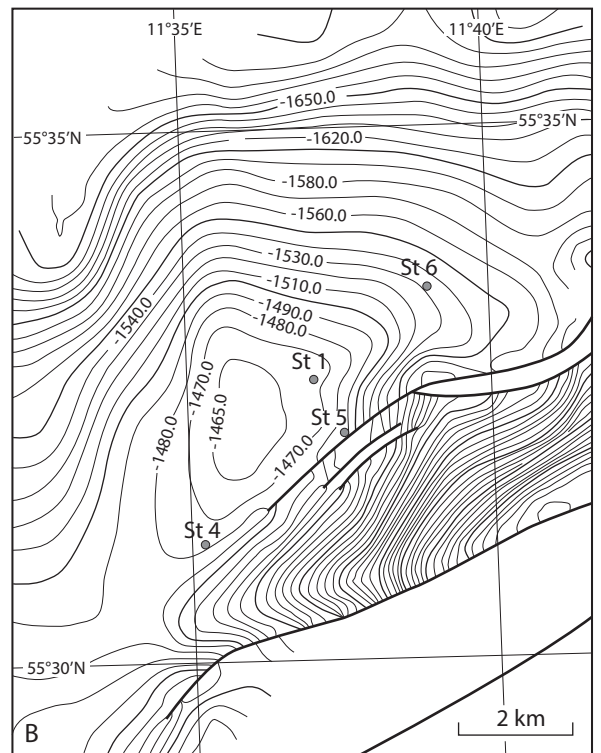 11°35′E
11°40′E
-1650.0
55°35′N
55°35′N
-1620.0
-1580.0
-1560.0
-1530.0
St 6
-1510.0
-1490.0
-1540.0
-1480.0
St 1
-1470.0
-1465.0
St 5
-1480.0
-1470.0
St 4
55°30′N
B
2 km